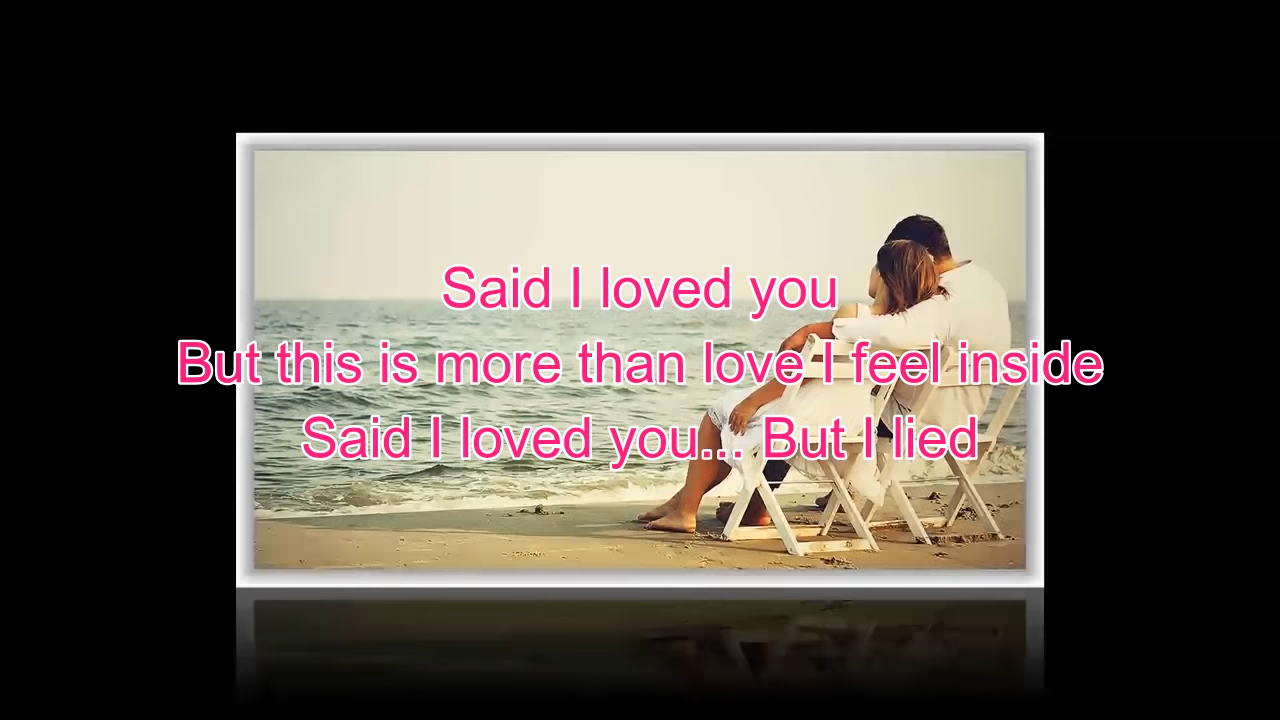 Said I loved you
But this is more than love I feel inside
Said I loved you... But I lied